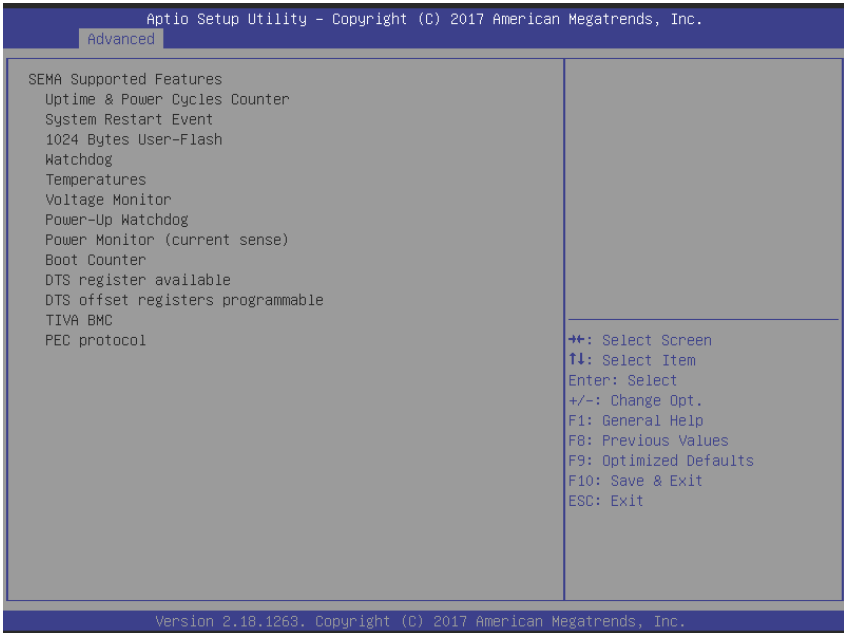 Aptio Setup Utility – Copyright (C) 2017 American Megatrends, Inc.
Advanced
SEMA Supported Features
Uptime & Power Cycles Counter
System Restart Event
1024 Bytes User-Flash
Watchdog
Temperatures
Voltage Monitor
Power-Up Watchdog
Power Monitor (current sense)
Boot Counter
DTS register available
DTS offset registers programmable
TIVA BMC
PEC protocol
→←: Select Screen
↑↓: Select Item
Enter: Select
+/-: Change Opt.
F1: General Help
F8: Previous Values
F9: Optimized Defaults
F10: Save & Exit
ESC: Exit
Version 2.18.1263. Copyright (C) 2017 American Megatrends, Inc.